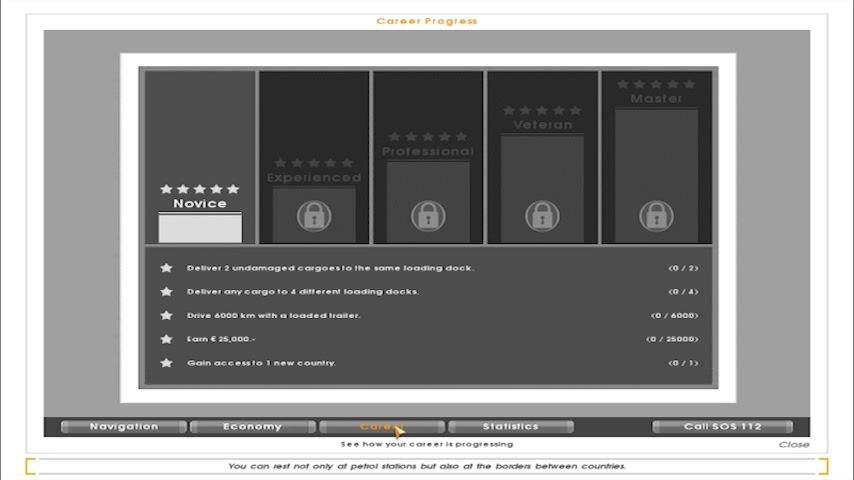 Career Progress
Master
Veteran
Professional
Experienced
Novice
Deliver 2 undamaged cargoes to the same loading dock. (0 / 2)
Deliver any cargo to 4 different loading docks. (0 / 4)
Drive 6000 km with a loaded trailer. (0 / 6000)
Earn € 25,000.- (0 / 25000)
Gain access to 1 new country. (0 / 1)
Navigation Economy Career Statistics Call SOS 112
See how your career is progressing
Close
You can rest not only at petrol stations but also at the borders between countries.